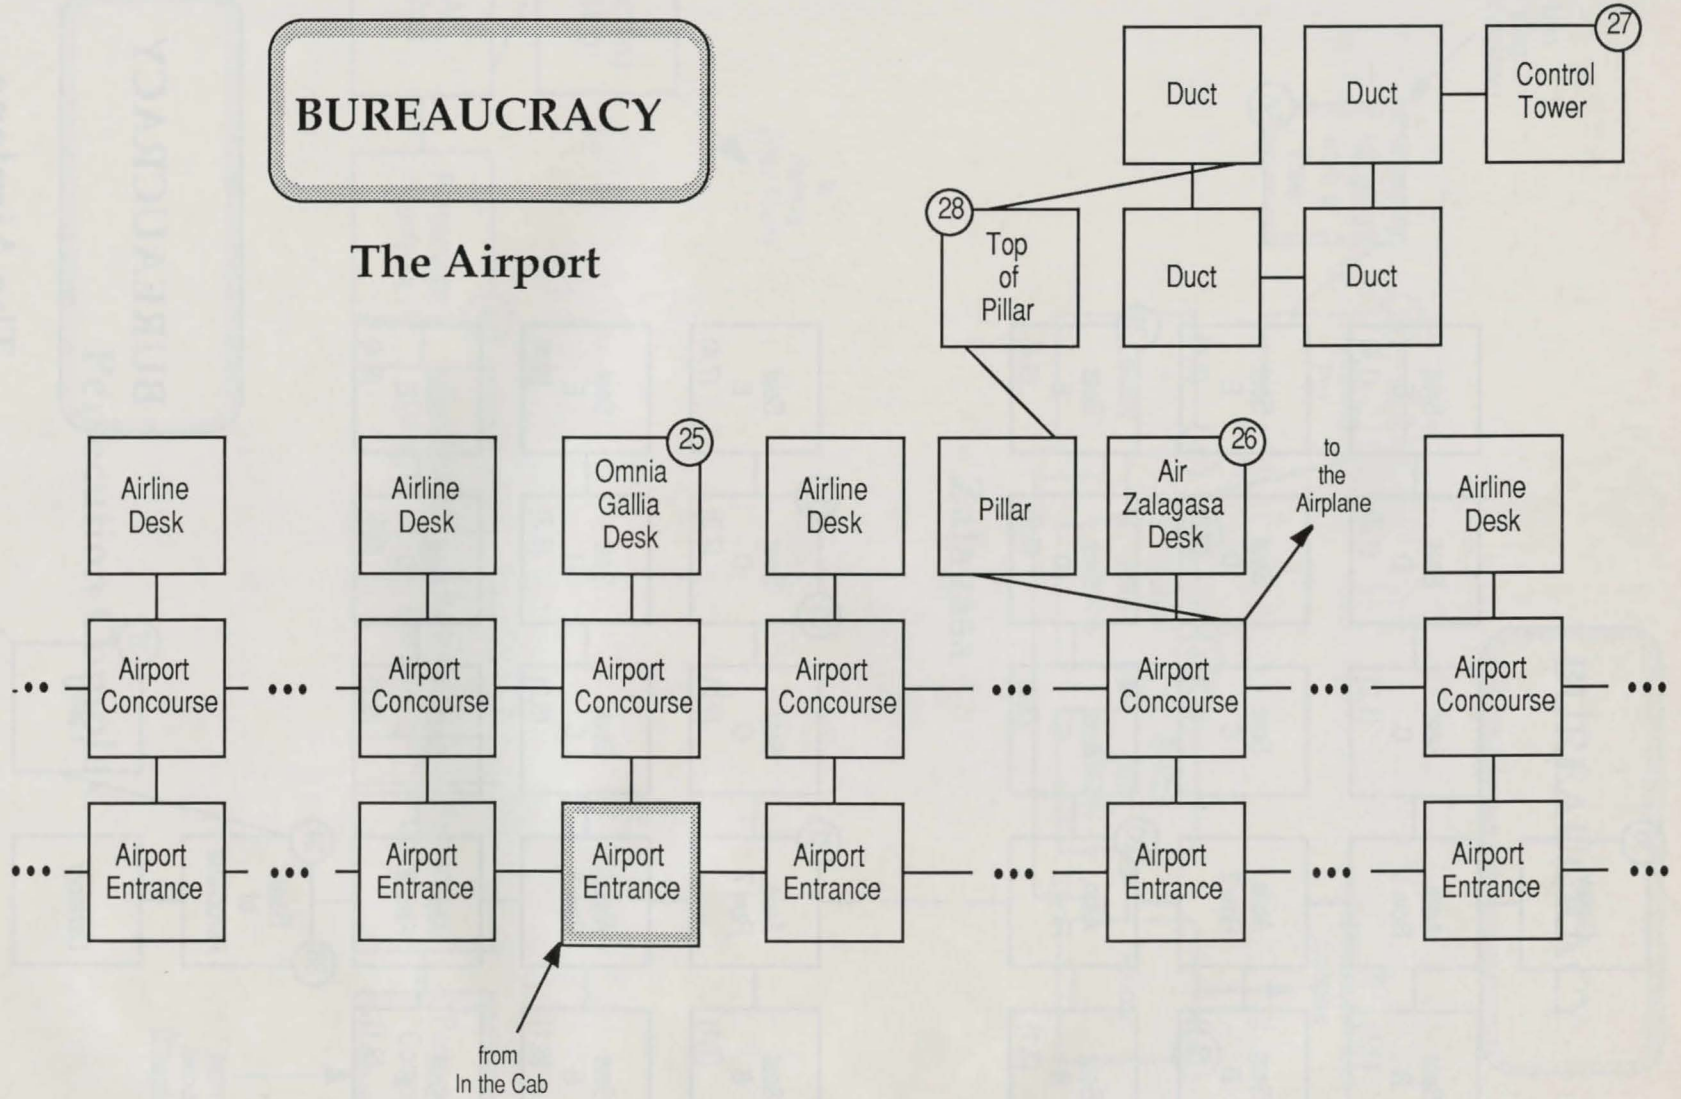 BUREAUCRACY
The Airport
Duct
Duct
Control
Tower
27
28
Top
of
Pillar
Duct
Duct
Airline
Desk
Airline
Desk
Omnia
Gallia
Desk
25
Airline
Desk
Pillar
Air
Zalagasa
Desk
26
to
the
Airplane
Airline
Desk
•••
Airport
Concourse
•••
Airport
Concourse
Airport
Concourse
Airport
Concourse
•••
Airport
Concourse
•••
Airport
Concourse
•••
•••
Airport
Entrance
•••
Airport
Entrance
Airport
Entrance
Airport
Entrance
•••
Airport
Entrance
•••
Airport
Entrance
•••
from
In the Cab